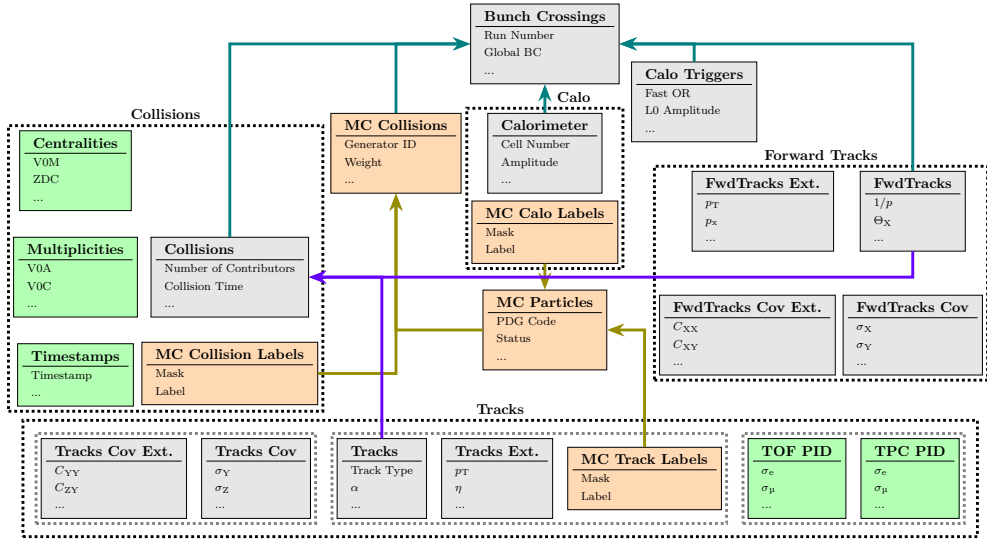 Bunch Crossings
Run Number
Global BC
...
Calo Triggers
Fast OR
L0 Amplitude
...
Collisions
Centralities
V0M
ZDC
...
MC Collisions
Generator ID
Weight
...
Calo
Calorimeter
Cell Number
Amplitude
...
MC Calo Labels
Mask
Label
Forward Tracks
FwdTracks Ext.
pT
px
...
FwdTracks
1/p
ΘX
...
Multiplicities
V0A
V0C
...
Collisions
Number of Contributors
Collision Time
...
MC Particles
PDG Code
Status
...
FwdTracks Cov Ext.
CXX
CXY
...
FwdTracks Cov
σX
σY
...
Timestamps
Timestamp
...
MC Collision Labels
Mask
Label
Tracks
Tracks Cov Ext.
CYY
CZY
...
Tracks Cov
σY
σZ
...
Tracks
Track Type
α
...
Tracks Ext.
pT
η
...
MC Track Labels
Mask
Label
TOF PID
σe
σμ
...
TPC PID
σe
σμ
...